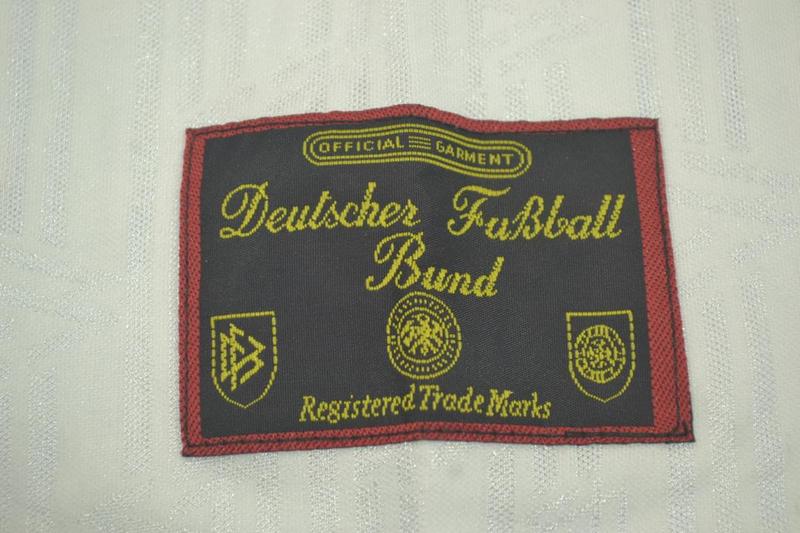 OFFICIAL GARMENT
Deutscher Fußball
Bund
Registered Trade Marks